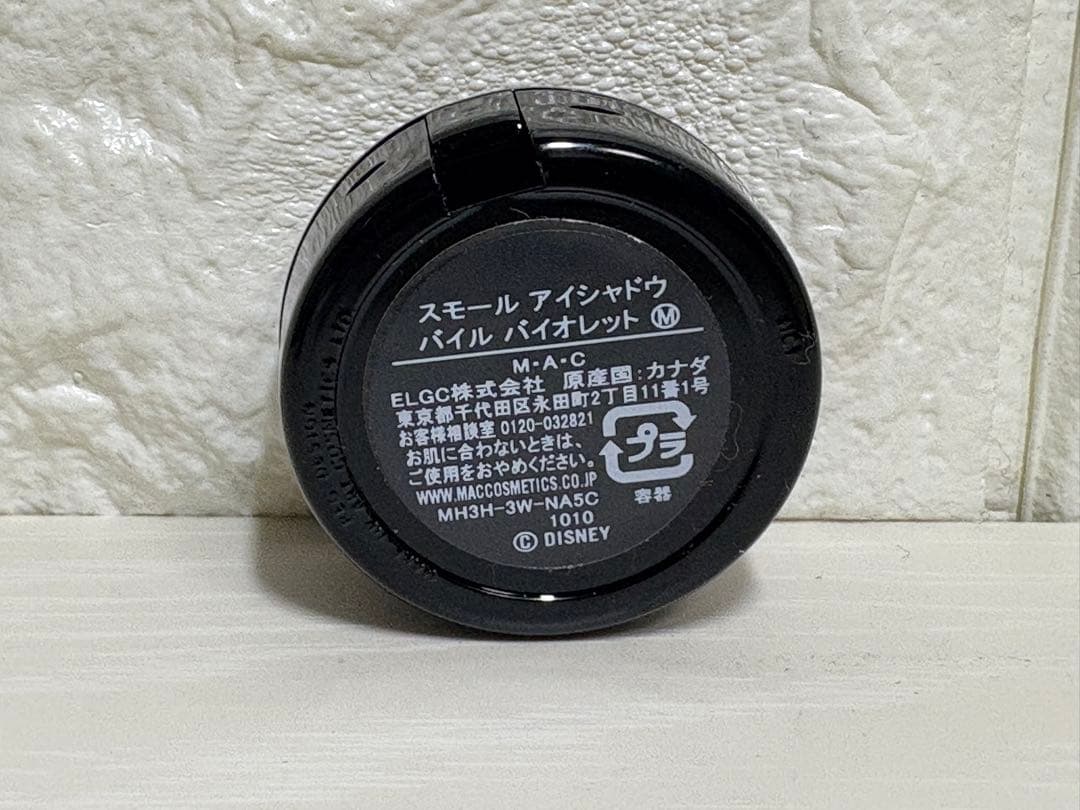 スモール アイシャドウ
バイル バイオレット Ⓜ
M・A・C
ELGC株式会社 原産国:カナダ
東京都千代田区永田町2丁目11番1号
お客様相談室 0120-032821
お肌に合わないときは、
ご使用をおやめください。
プラ
容器
WWW.MACCOSMETICS.CO.JP
MH3H-3W-NA5C
1010
© DISNEY